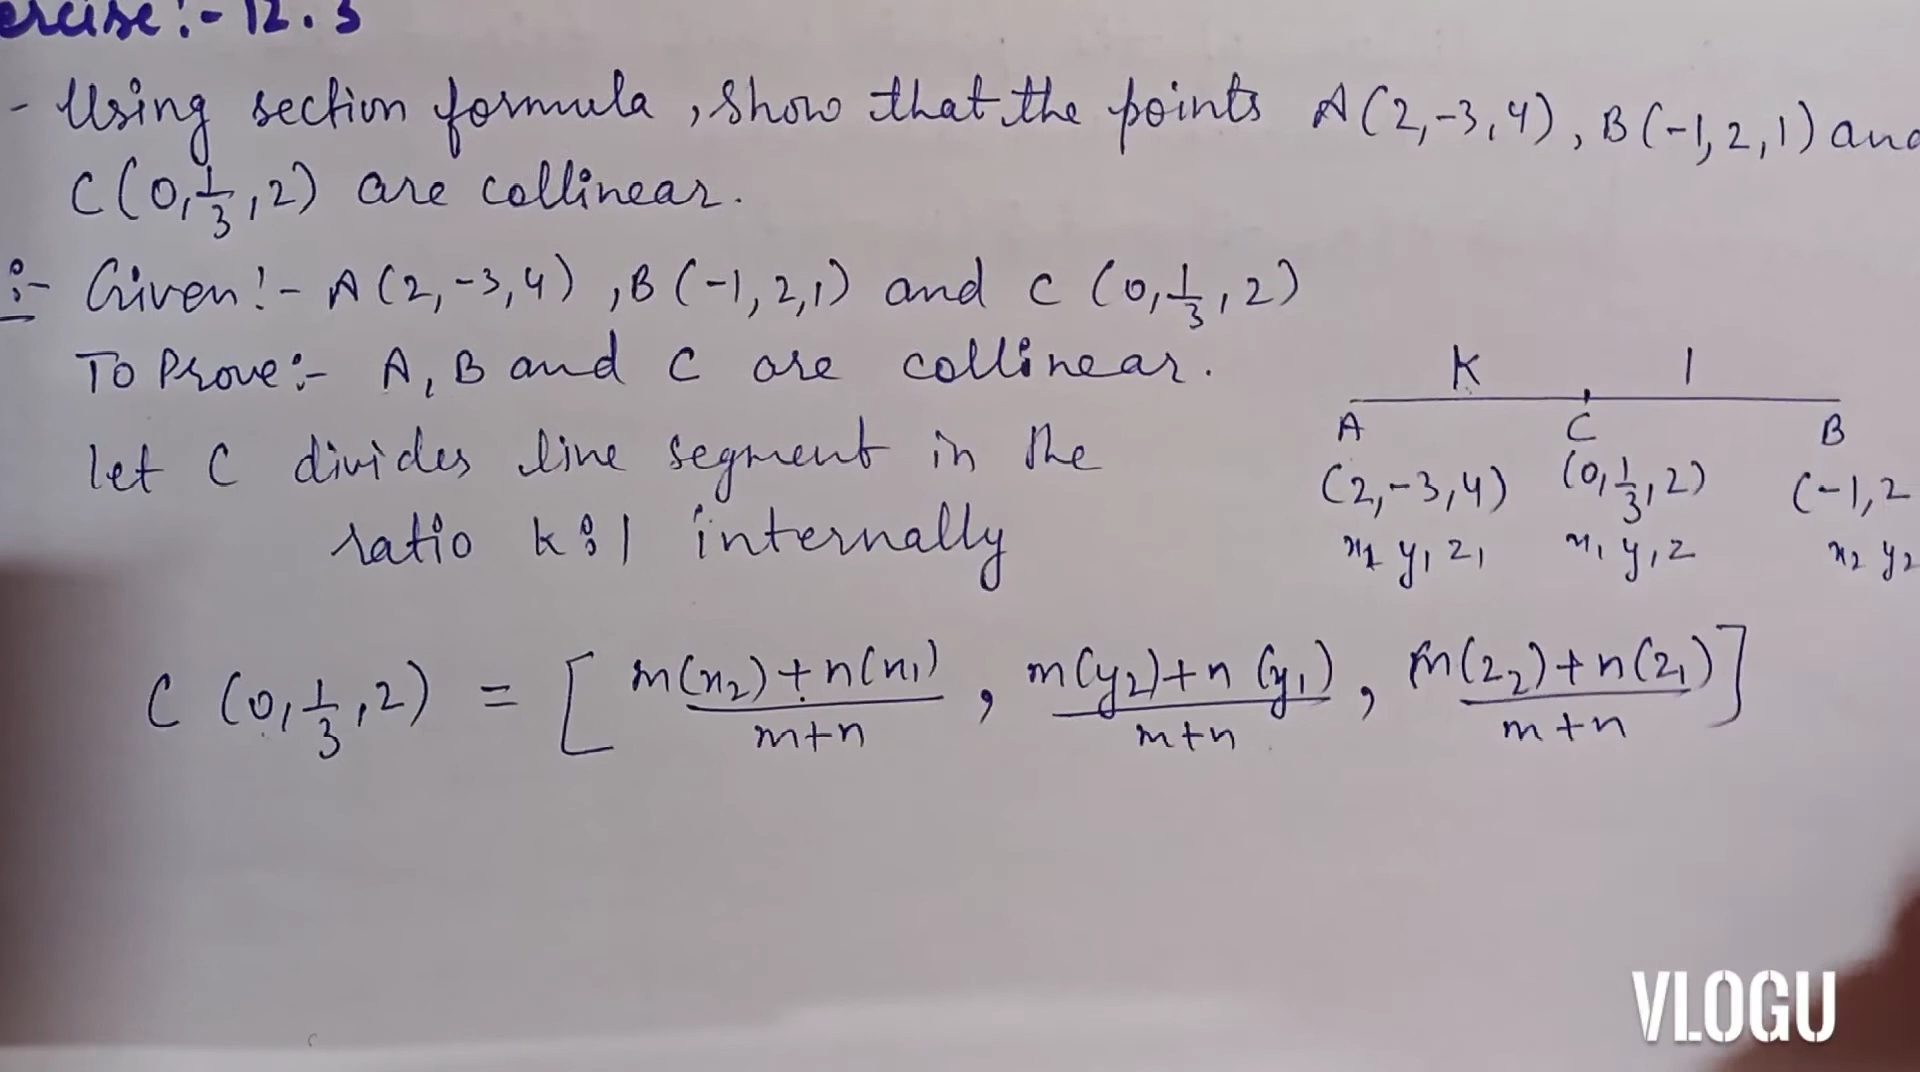 ercise:- 12.3
- Using section formula, show that the points A(2,-3,4), B(-1,2,1) and
C(0,1/3,2) are collinear.
:- Given:- A(2,-3,4), B(-1,2,1) and C(0,1/3,2)
To Prove:- A, B and C are collinear.
let C divides line segment in the
ratio k:1 internally
k 1
A C B
(2,-3,4) (0,1/3,2) (-1,2
x1 y1 z1 x, y, z x2 y2
C (0,1/3,2) = [ m(x2)+n(x1)/m+n , m(y2)+n(y1)/m+n , m(z2)+n(z1)/m+n ]
VLOGU